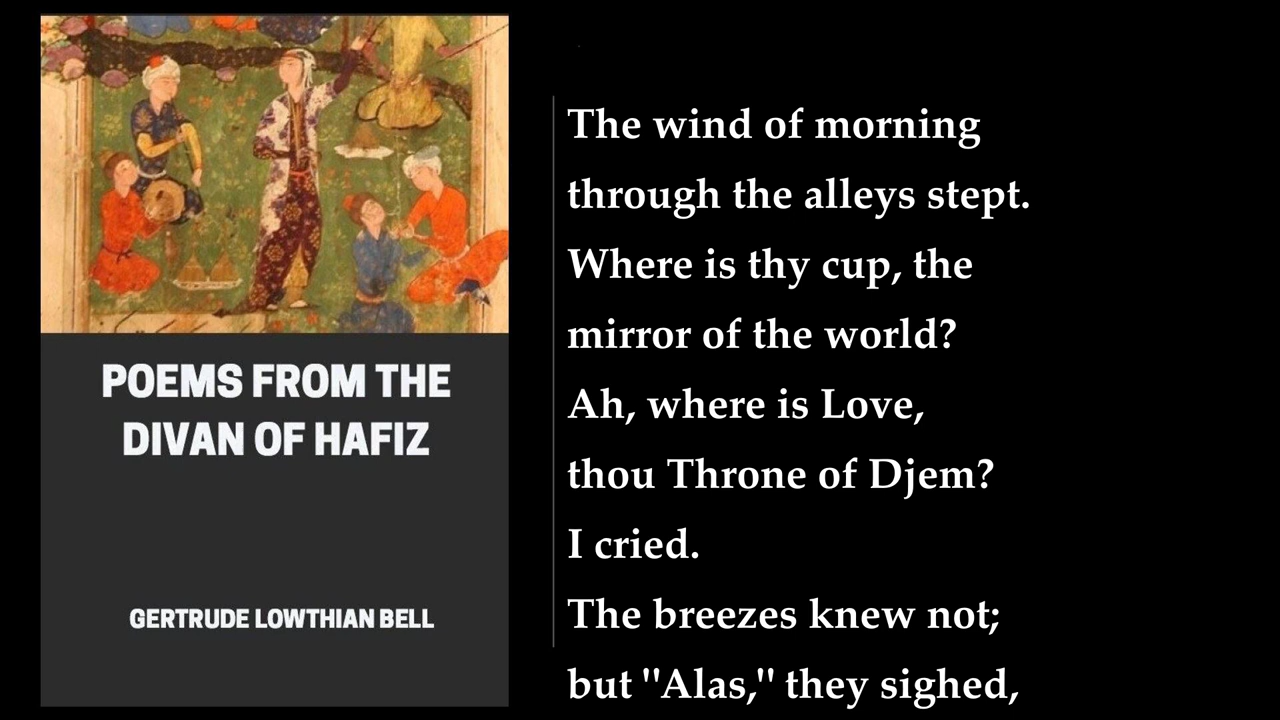 POEMS FROM THE
DIVAN OF HAFIZ
GERTRUDE LOWTHIAN BELL
The wind of morning
through the alleys stept.
Where is thy cup, the
mirror of the world?
Ah, where is Love,
thou Throne of Djem?
I cried.
The breezes knew not;
but "Alas," they sighed,